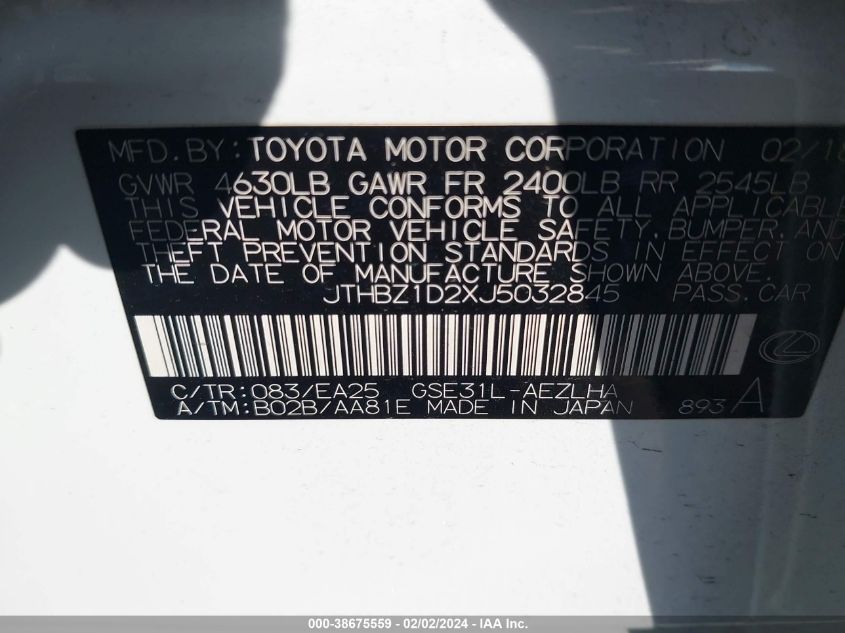 MFD. BY: TOYOTA MOTOR CORPORATION 02/18
GVWR 4630LB GAWR FR 2400LB RR 2545LB
THIS VEHICLE CONFORMS TO ALL APPLICABLE
FEDERAL MOTOR VEHICLE SAFETY, BUMPER, AND
THEFT PREVENTION STANDARDS IN EFFECT ON
THE DATE OF MANUFACTURE SHOWN ABOVE.
JTHBZ1D2XJ5032845 PASS. CAR
C/TR: 083/EA25 GSE31L-AEZLHA
A/TM: B02B/AA81E MADE IN JAPAN 893 A
000-38675559 - 02/02/2024 - IAA Inc.